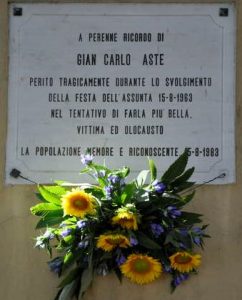 A PERENNE RICORDO DI
GIAN CARLO ASTE
PERITO TRAGICAMENTE DURANTE LO SVOLGIMENTO
DELLA FESTA DELL'ASSUNTA 15-8-1963
NEL TENTATIVO DI FARLA PIU' BELLA,
VITTIMA ED OLOCAUSTO
LA POPOLAZIONE MEMORE E RICONOSCENTE 15-8-1983